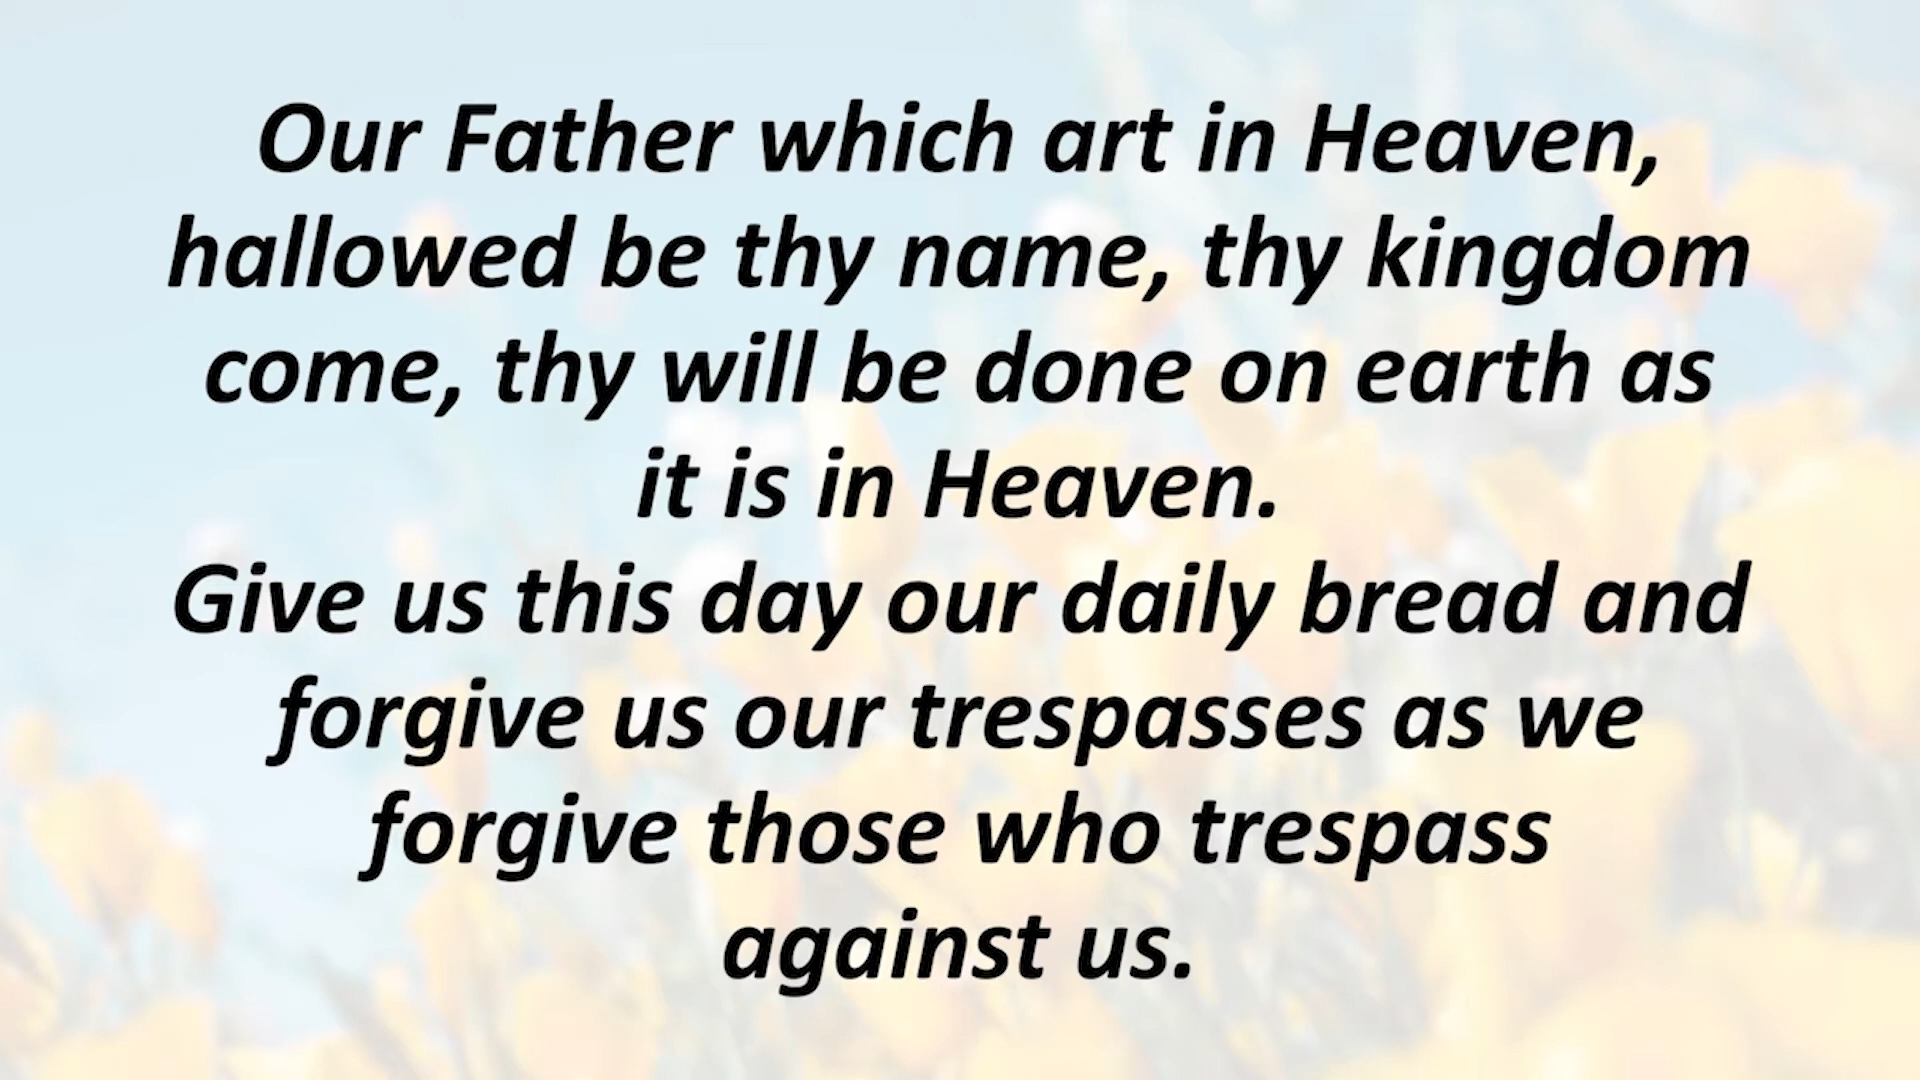 Our Father which art in Heaven,
hallowed be thy name, thy kingdom
come, thy will be done on earth as
it is in Heaven.
Give us this day our daily bread and
forgive us our trespasses as we
forgive those who trespass
against us.